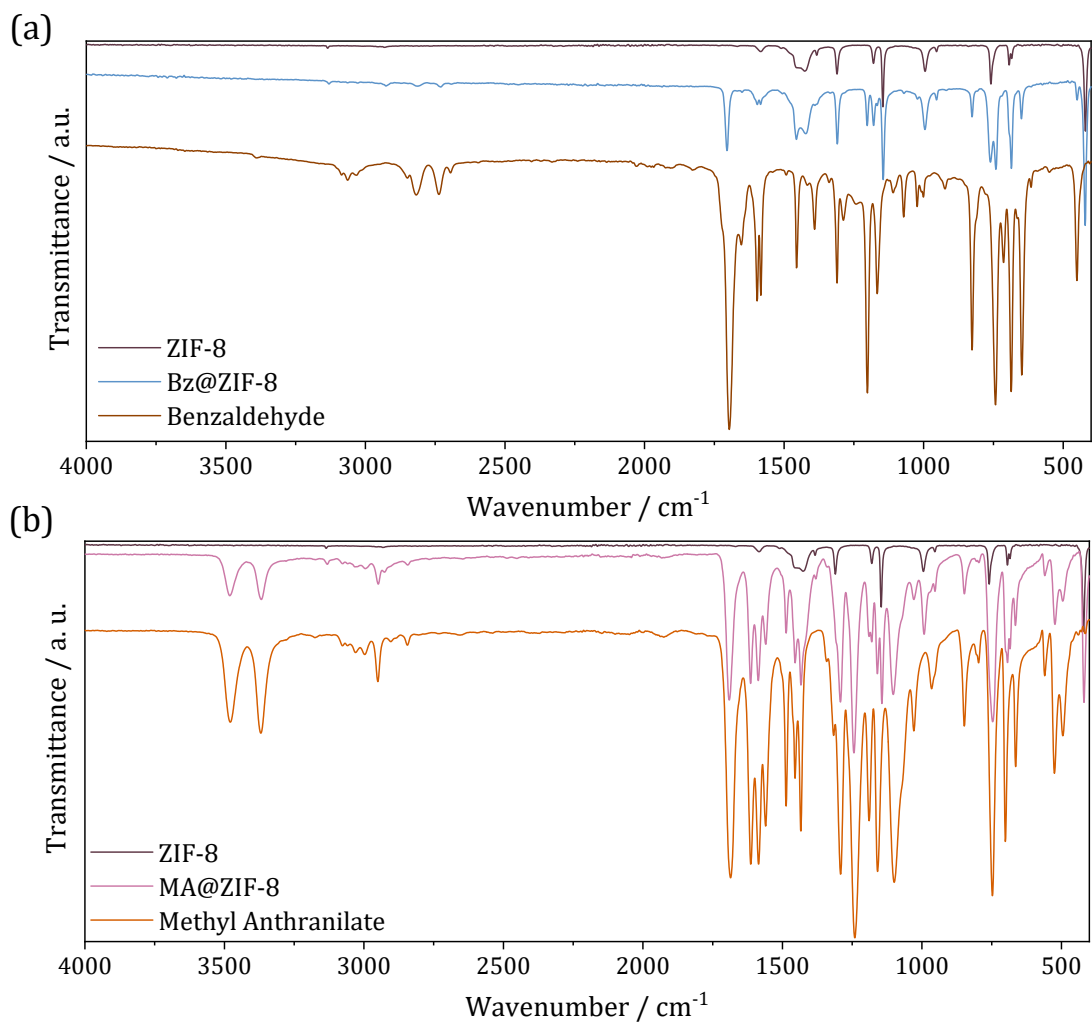 (a)
Transmittance / a.u.
ZIF-8
Bz@ZIF-8
Benzaldehyde
4000 3500 3000 2500 2000 1500 1000 500
Wavenumber / cm⁻¹
(b)
Transmittance / a. u.
ZIF-8
MA@ZIF-8
Methyl Anthranilate
4000 3500 3000 2500 2000 1500 1000 500
Wavenumber / cm⁻¹